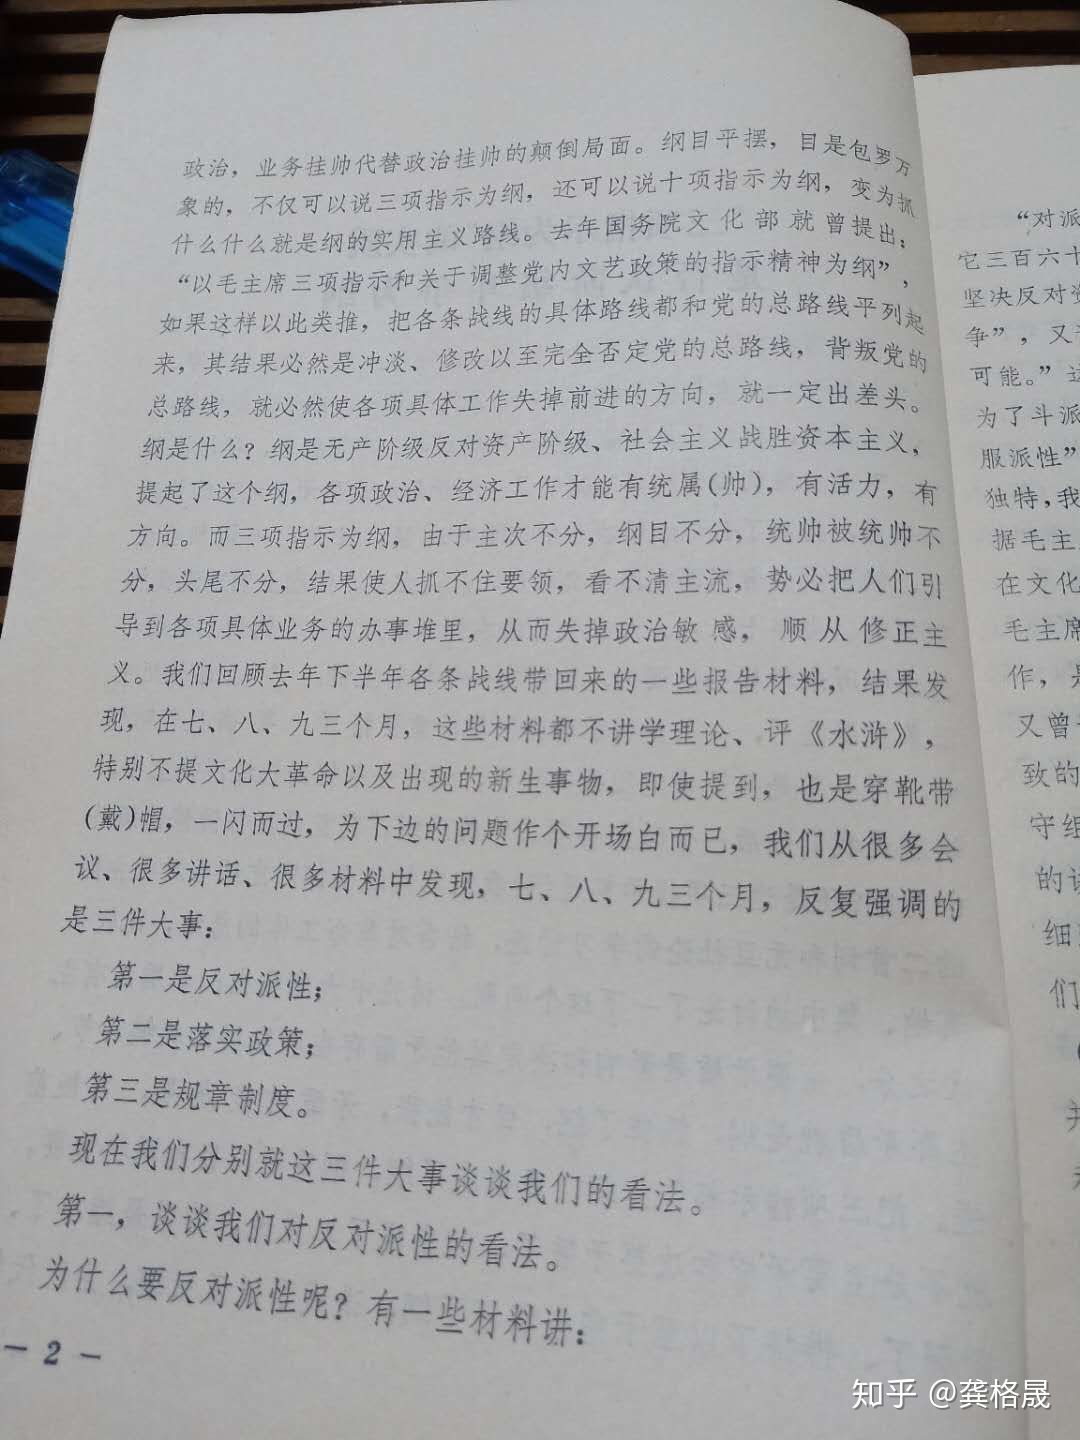 政治，业务挂帅代替政治挂帅的颠倒局面。纲目平摆，目是包罗万
象的，不仅可以说三项指示为纲，还可以说十项指示为纲，变为抓
什么什么就是纲的实用主义路线。去年国务院文化部就曾提出：
“以毛主席三项指示和关于调整党内文艺政策的指示精神为纲”，
如果这样以此类推，把各条战线的具体路线都和党的总路线平列起
来，其结果必然是冲淡、修改以至完全否定党的总路线，背叛党的
总路线，就必然使各项具体工作失掉前进的方向，就一定出差头。
纲是什么？纲是无产阶级反对资产阶级、社会主义战胜资本主义，
提起了这个纲，各项政治、经济工作才能有统属(帅)，有活力，有
方向。而三项指示为纲，由于主次不分，纲目不分，统帅被统帅不
分，头尾不分，结果使人抓不住要领，看不清主流，势必把人们引
导到各项具体业务的办事堆里，从而失掉政治敏感，顺从修正主
义。我们回顾去年下半年各条战线带回来的一些报告材料，结果发
现，在七、八、九三个月，这些材料都不讲学理论、评《水浒》，
特别不提文化大革命以及出现的新生事物，即使提到，也是穿靴带
(戴)帽，一闪而过，为下边的问题作个开场白而已，我们从很多会
议、很多讲话、很多材料中发现，七、八、九三个月，反复强调的
是三件大事：
第一是反对派性；
第二是落实政策；
第三是规章制度。
现在我们分别就这三件大事谈谈我们的看法。
第一，谈谈我们对反对派性的看法。
为什么要反对派性呢？有一些材料讲：
— 2 —
“对派
它三百六十
坚决反对资
争”，又
可能。”这
为了斗派
服派性”
独特，我
据毛主
在文化
毛主席
作，是
又曾
致的
守组
的
细
们
知乎 @龚格晟